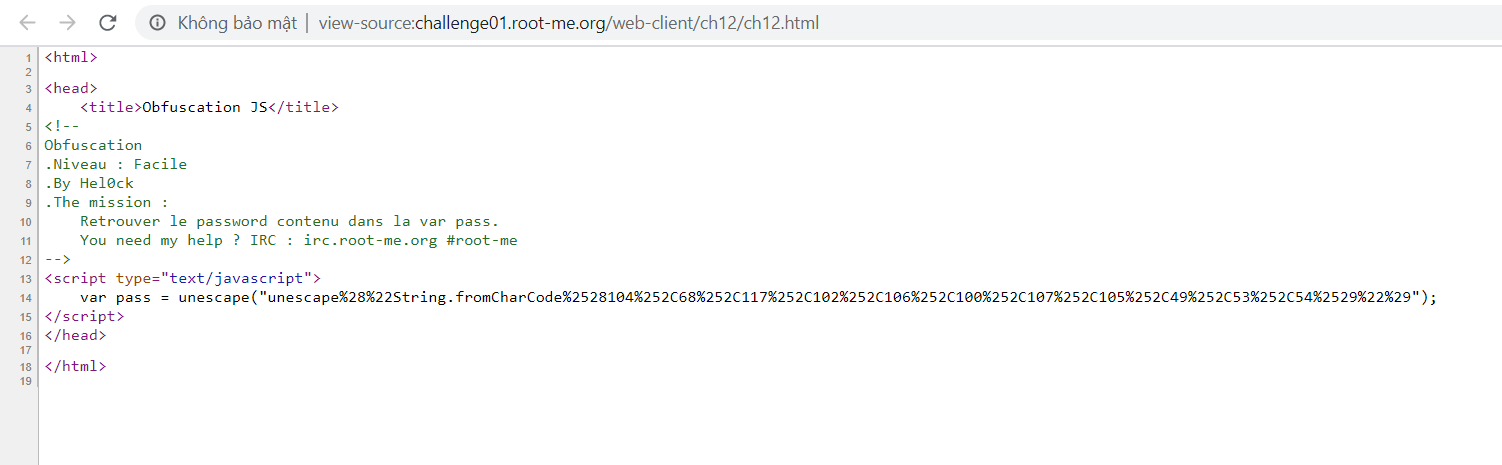 Không bảo mật | view-source:challenge01.root-me.org/web-client/ch12/ch12.html
1 <html>
2
3 <head>
4 <title>Obfuscation JS</title>
5 <!--
6 Obfuscation
7 .Niveau : Facile
8 .By Hel0ck
9 .The mission :
10 Retrouver le password contenu dans la var pass.
11 You need my help ? IRC : irc.root-me.org #root-me
12 -->
13 <script type="text/javascript">
14 var pass = unescape("unescape%28%22String.fromCharCode%2528104%252C68%252C117%252C102%252C106%252C100%252C107%252C105%252C49%252C53%252C54%2529%22%29");
15 </script>
16 </head>
17
18 </html>
19